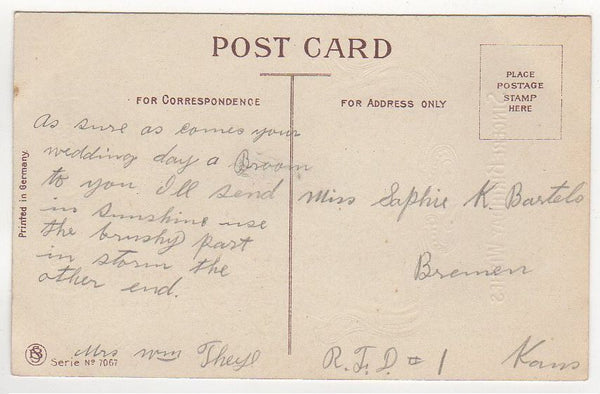 POST CARD
FOR CORRESPONDENCE
FOR ADDRESS ONLY
PLACE
POSTAGE
STAMP
HERE
As sure as comes your
wedding day a Broom
to you I'll send
in sunshine use
the brushy part
in storm the
other end.
Mrs Wm Theyl
Miss Saphie K. Bartels
Bremen
R.F.D # 1 Kans
Printed in Germany
Serie No 7067